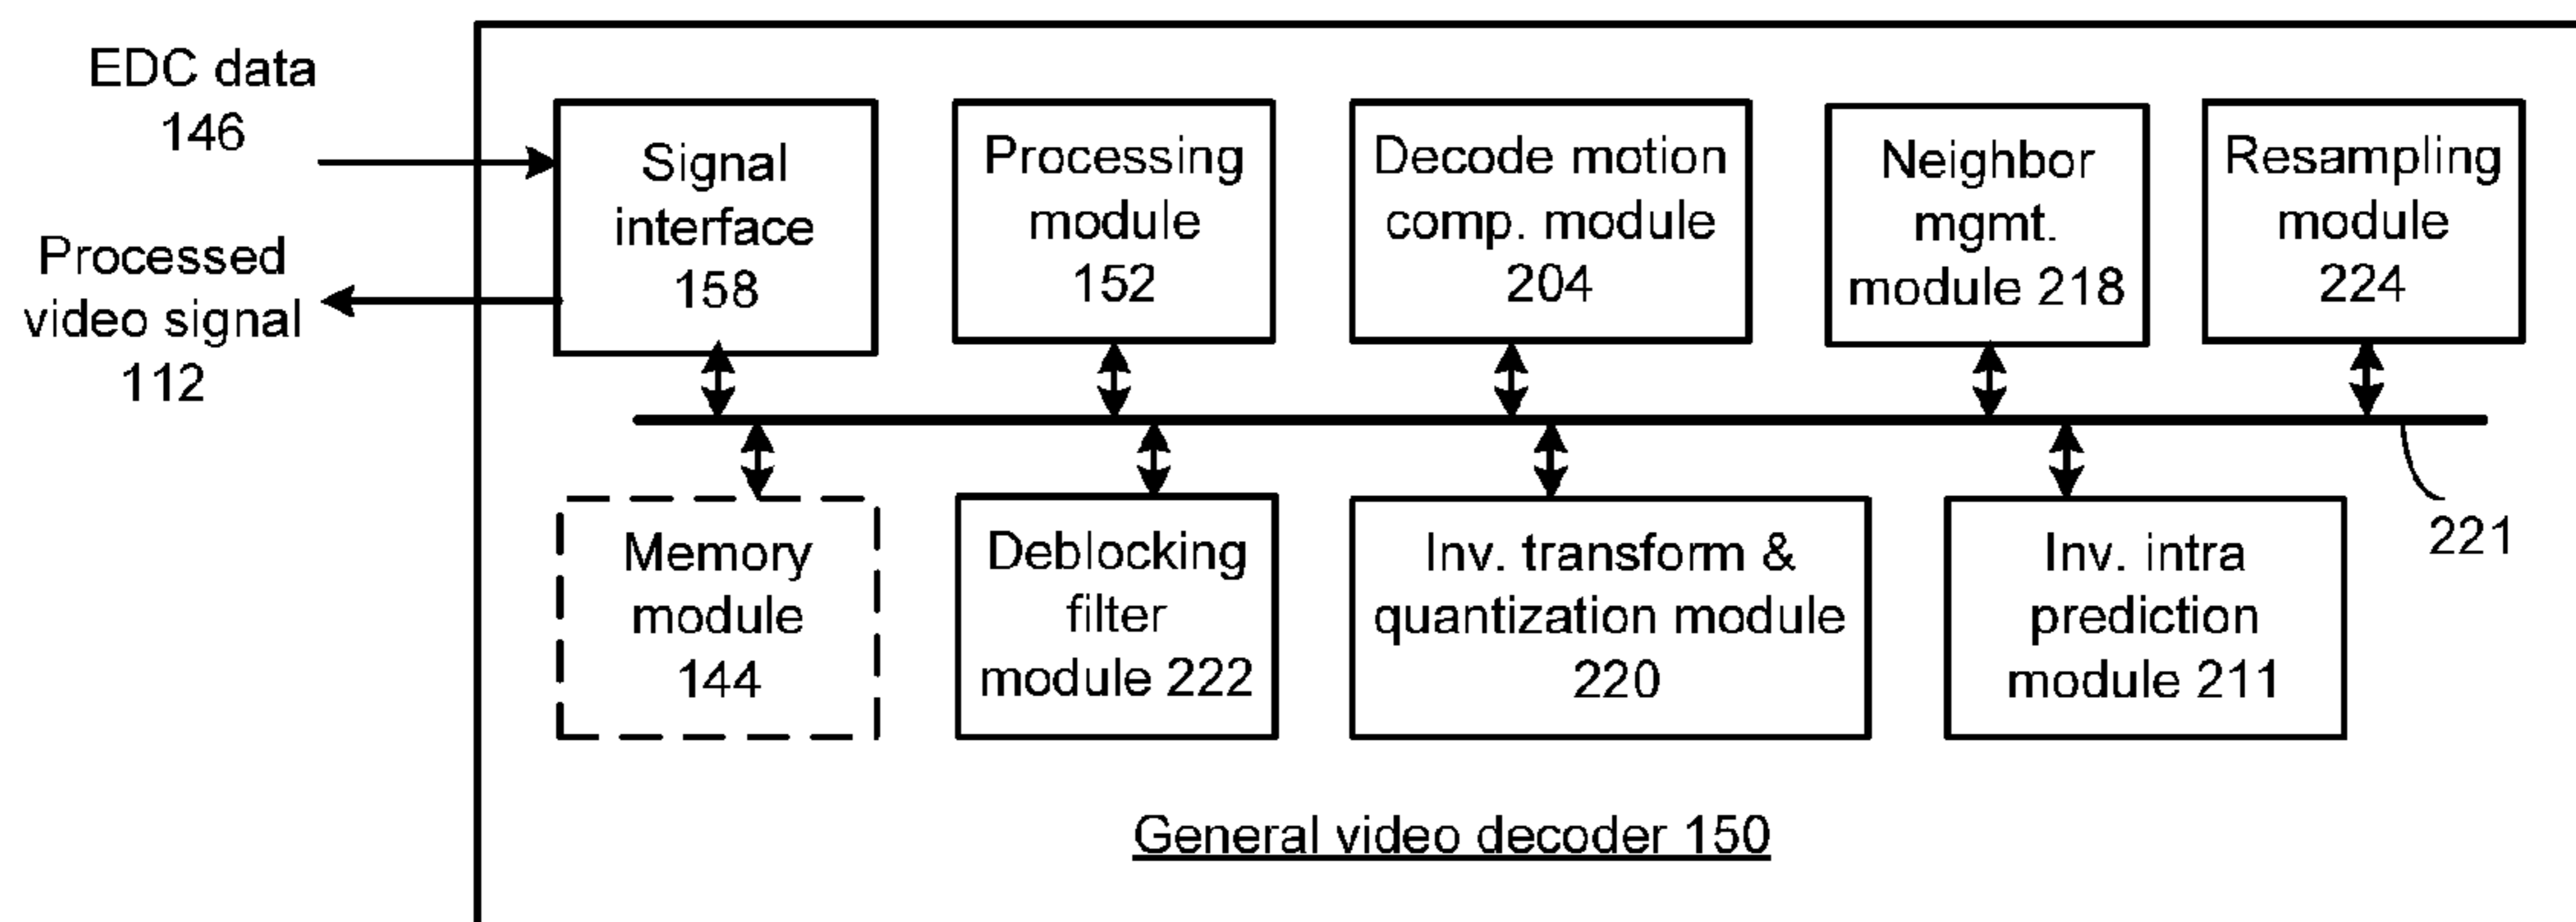 EDC data
146
Processed
video signal
112
Signal
interface
158
Processing
module
152
Decode motion
comp. module
204
Neighbor
mgmt.
module 218
Resampling
module
224
Memory
module
144
Deblocking
filter
module 222
Inv. transform &
quantization module
220
Inv. intra
prediction
module 211
221
General video decoder 150